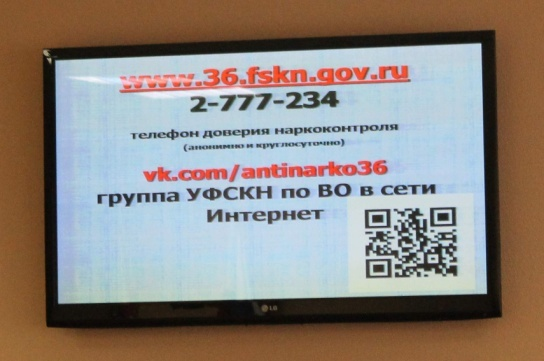 www.36.fskn.gov.ru
2-777-234
телефон доверия наркоконтроля
(анонимно и круглосуточно)
vk.com/antinarko36
группа УФСКН по ВО в сети
Интернет
LG